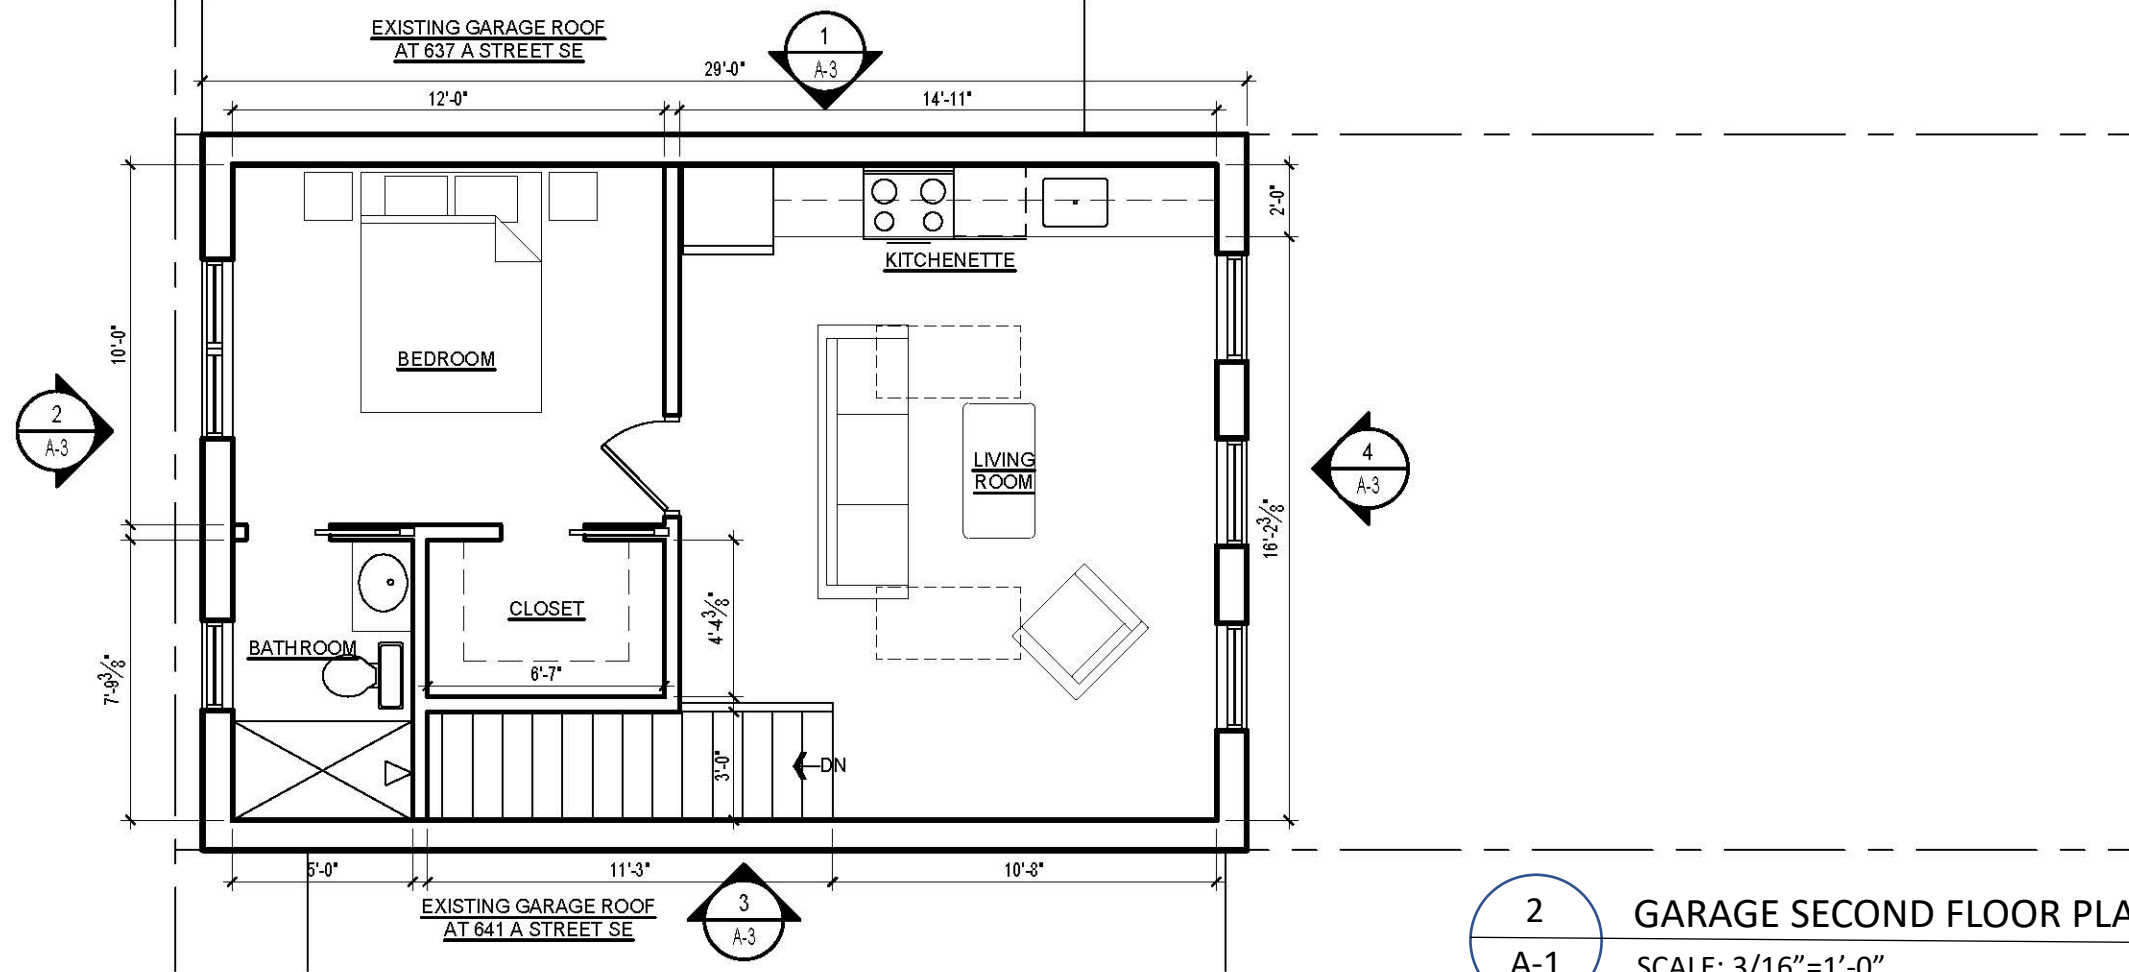 EXISTING GARAGE ROOF
AT 637 A STREET SE
1
A-3
29'-0"
12'-0"
14'-11"
2'-0"
KITCHENETTE
10'-0"
BEDROOM
2
A-3
LIVING
ROOM
4
A-3
16'-2 3/8"
CLOSET
4'-4 3/8"
BATHROOM
6'-7"
7'-9 3/8"
3'-0"
DN
5'-0"
11'-3"
10'-8"
EXISTING GARAGE ROOF
AT 641 A STREET SE
3
A-3
2
A-1
GARAGE SECOND FLOOR PLA
SCALE: 3/16”=1’-0”